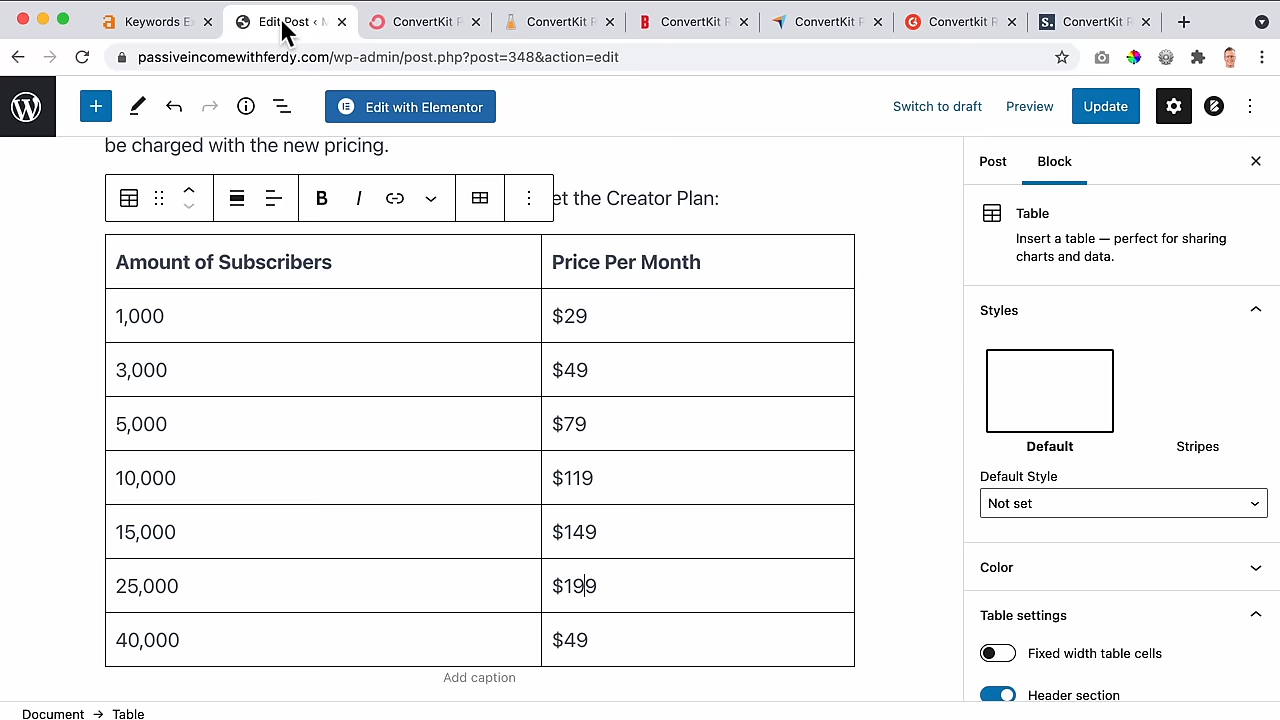 Keywords E
Edit Post ‹
ConvertKit
ConvertKit
ConvertKit
ConvertKit
ConvertKit
ConvertKit
passiveincomewithferdy.com/wp-admin/post.php?post=348&action=edit
Edit with Elementor
Switch to draft
Preview
Update
be charged with the new pricing.
et the Creator Plan:
Amount of Subscribers Price Per Month
1,000 $29
3,000 $49
5,000 $79
10,000 $119
15,000 $149
25,000 $199
40,000 $49
Add caption
Post Block
Table
Insert a table — perfect for sharing
charts and data.
Styles
Default Stripes
Default Style
Not set
Color
Table settings
Fixed width table cells
Header section
Document → Table